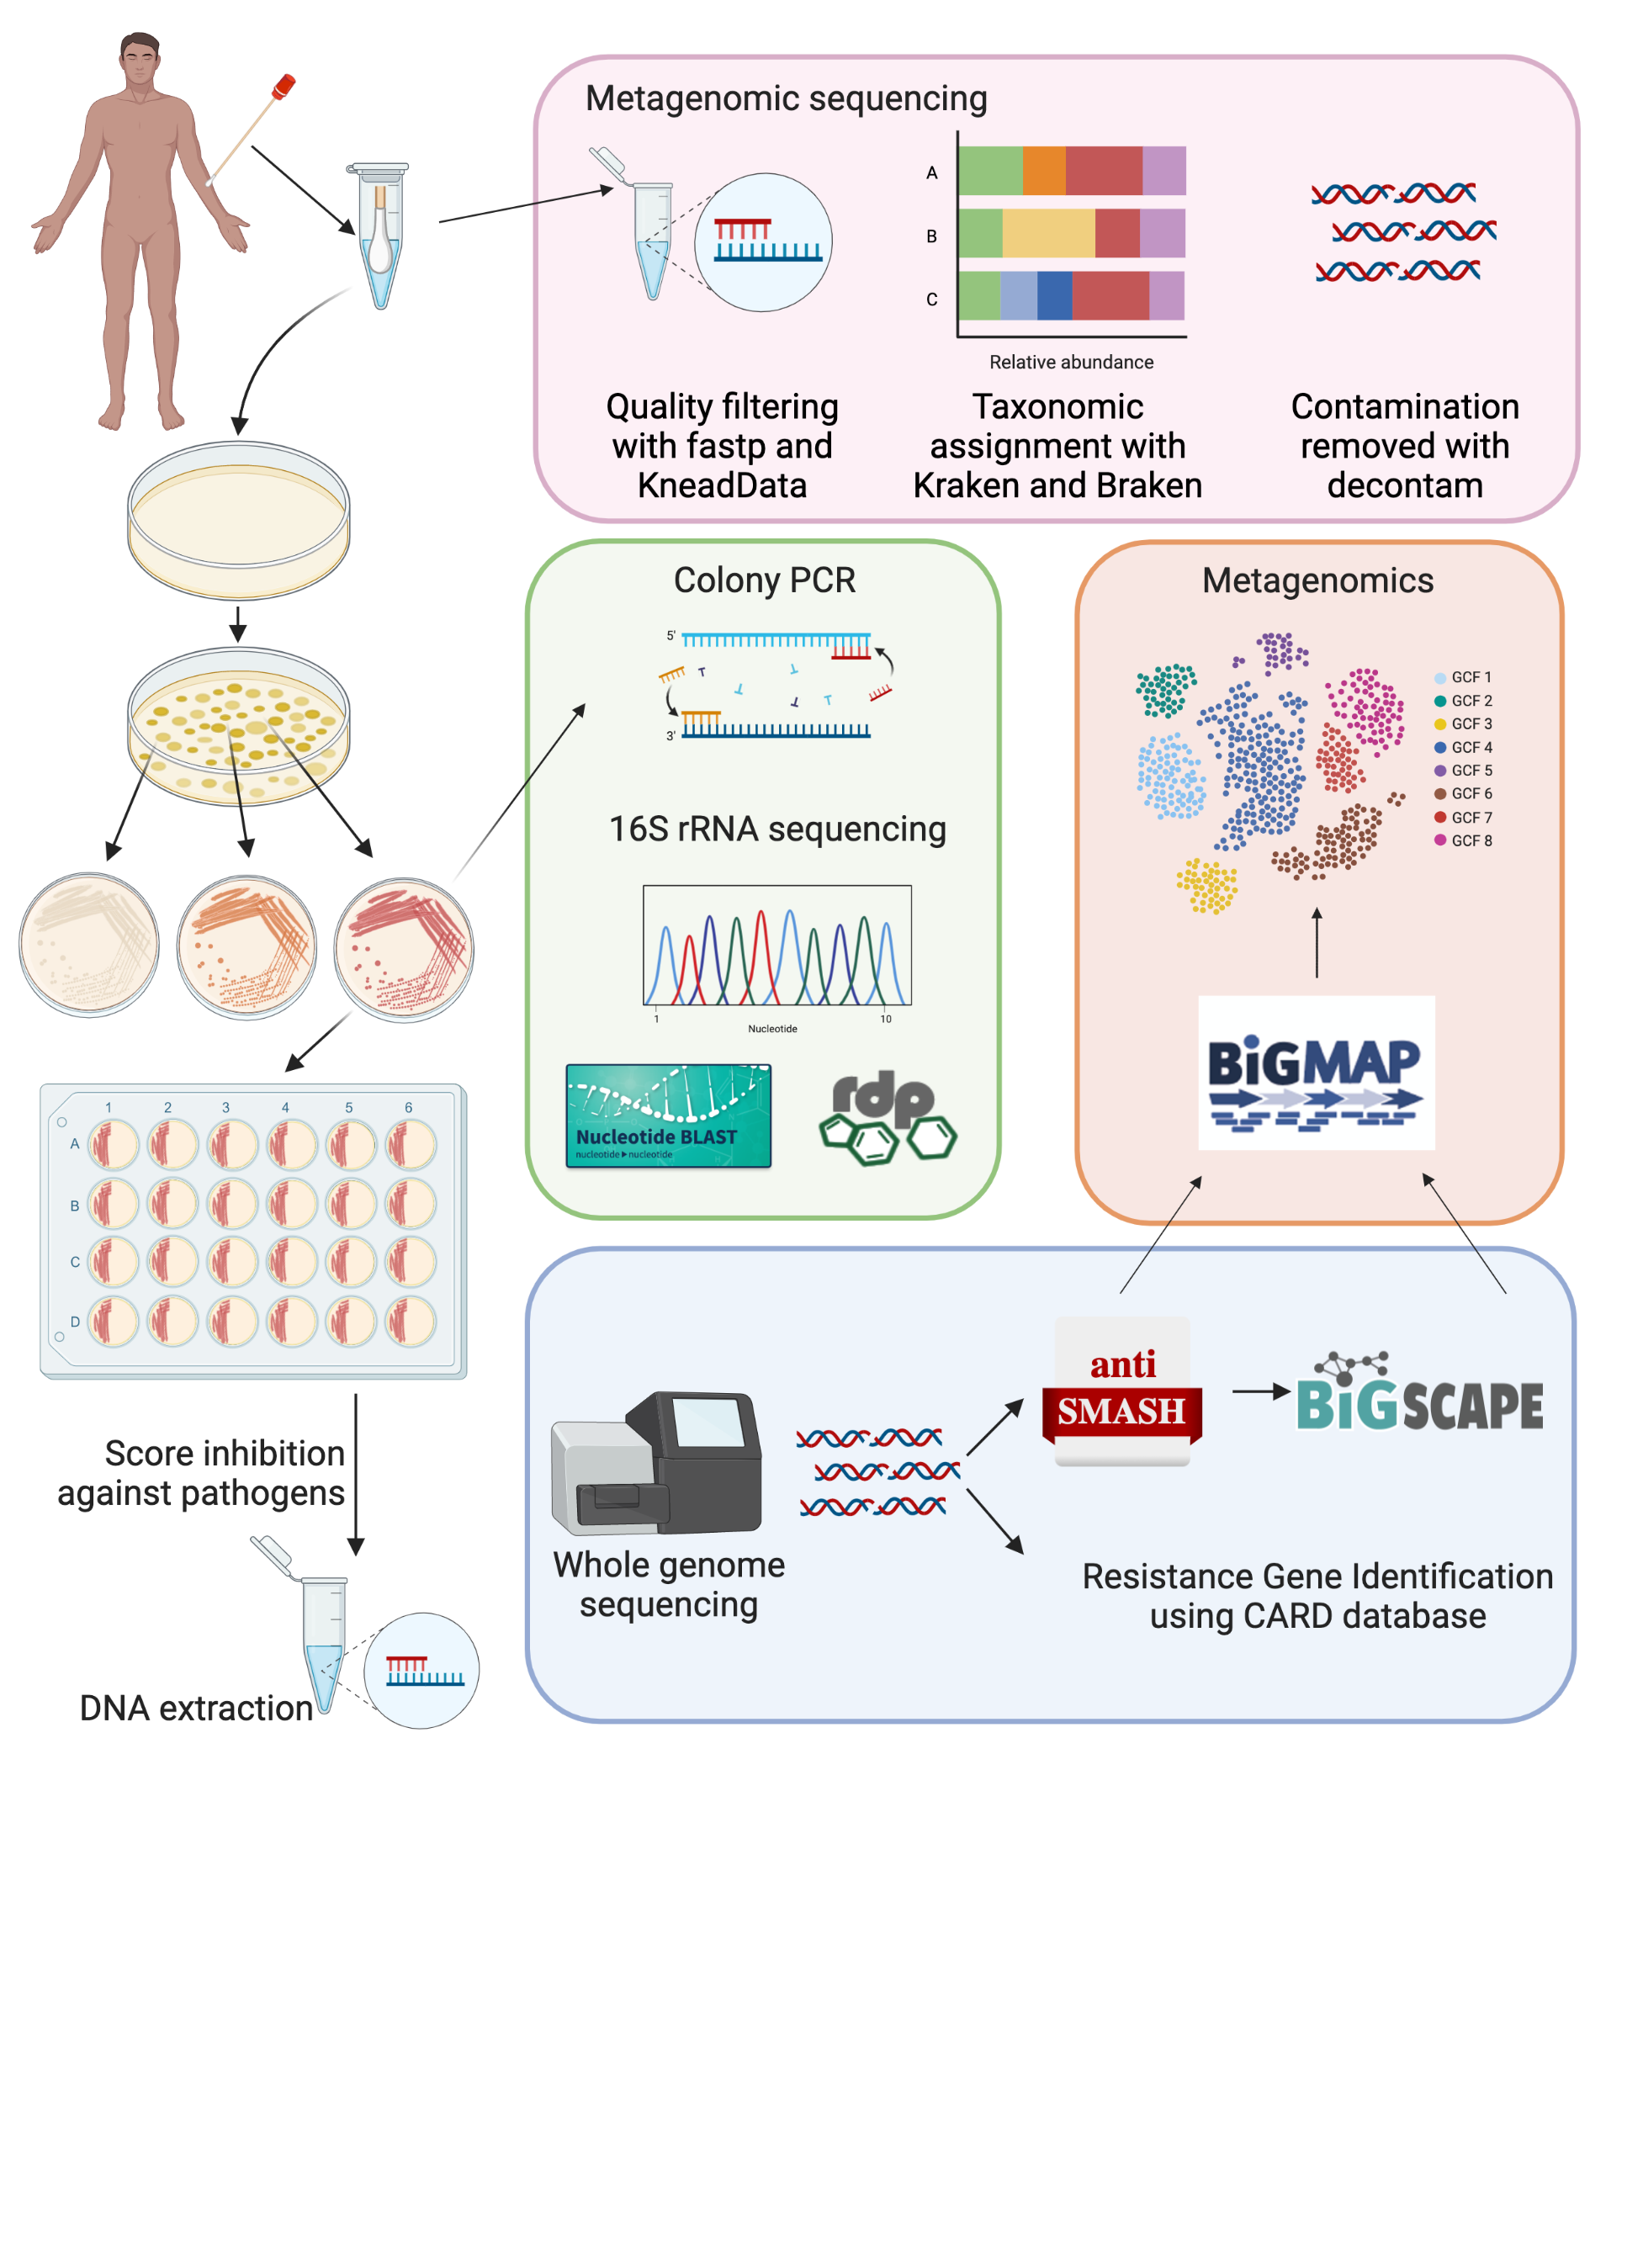 Metagenomic sequencing
A
B
C
Relative abundance
Quality filtering
with fastp and
KneadData
Taxonomic
assignment with
Kraken and Braken
Contamination
removed with
decontam
Colony PCR
5'
T
T
T
T
T
3'
16S rRNA sequencing
1
10
Nucleotide
Nucleotide BLAST
nucleotide ▶ nucleotide
rdp
Metagenomics
GCF 1
GCF 2
GCF 3
GCF 4
GCF 5
GCF 6
GCF 7
GCF 8
BiGMAP
1 2 3 4 5 6
A
B
C
D
Score inhibition
against pathogens
DNA extraction
Whole genome
sequencing
anti
SMASH
BiGSCAPE
Resistance Gene Identification
using CARD database